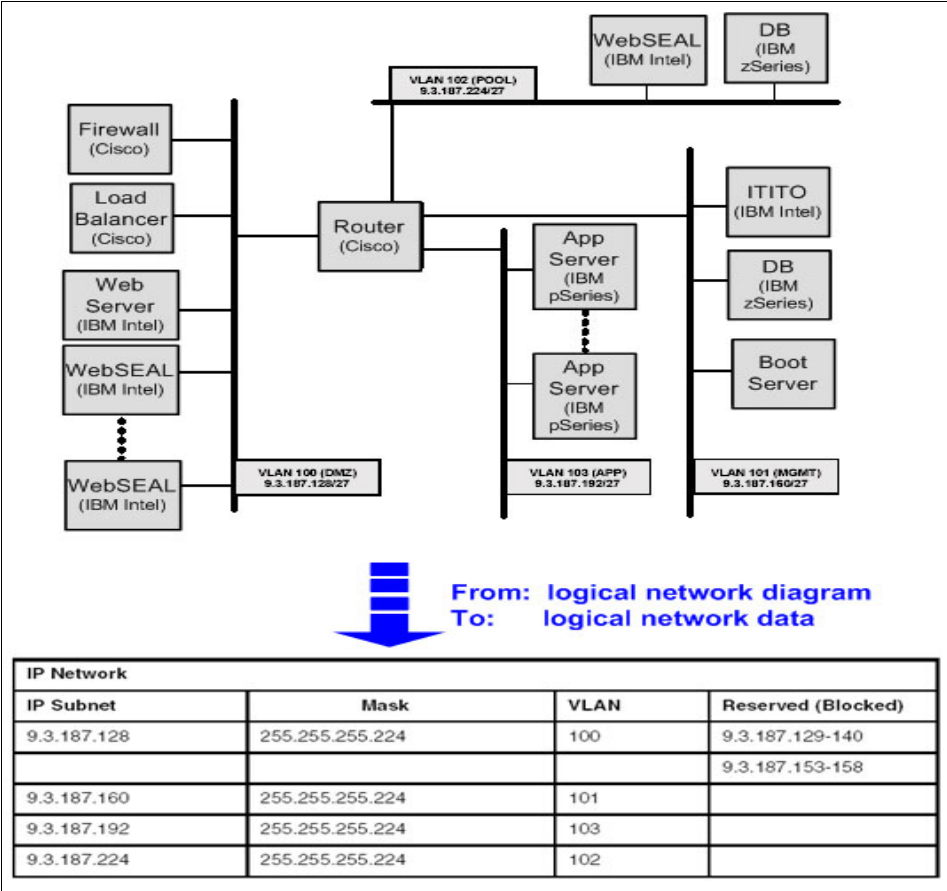 WebSEAL
(IBM Intel)
DB
(IBM
zSeries)
VLAN 102 (POOL)
9.3.187.224/27
Firewall
(Cisco)
Load
Balancer
(Cisco)
Web
Server
(IBM Intel)
WebSEAL
(IBM Intel)
WebSEAL
(IBM Intel)
Router
(Cisco)
App
Server
(IBM
pSeries)
App
Server
(IBM
pSeries)
ITITO
(IBM Intel)
DB
(IBM
zSeries)
Boot
Server
VLAN 100 (DMZ)
9.3.187.128/27
VLAN 103 (APP)
9.3.187.192/27
VLAN 101 (MGMT)
9.3.187.160/27
From: logical network diagram
To: logical network data
IP Network
IP Subnet Mask VLAN Reserved (Blocked)
9.3.187.128 255.255.255.224 100 9.3.187.129-140
9.3.187.153-158
9.3.187.160 255.255.255.224 101
9.3.187.192 255.255.255.224 103
9.3.187.224 255.255.255.224 102